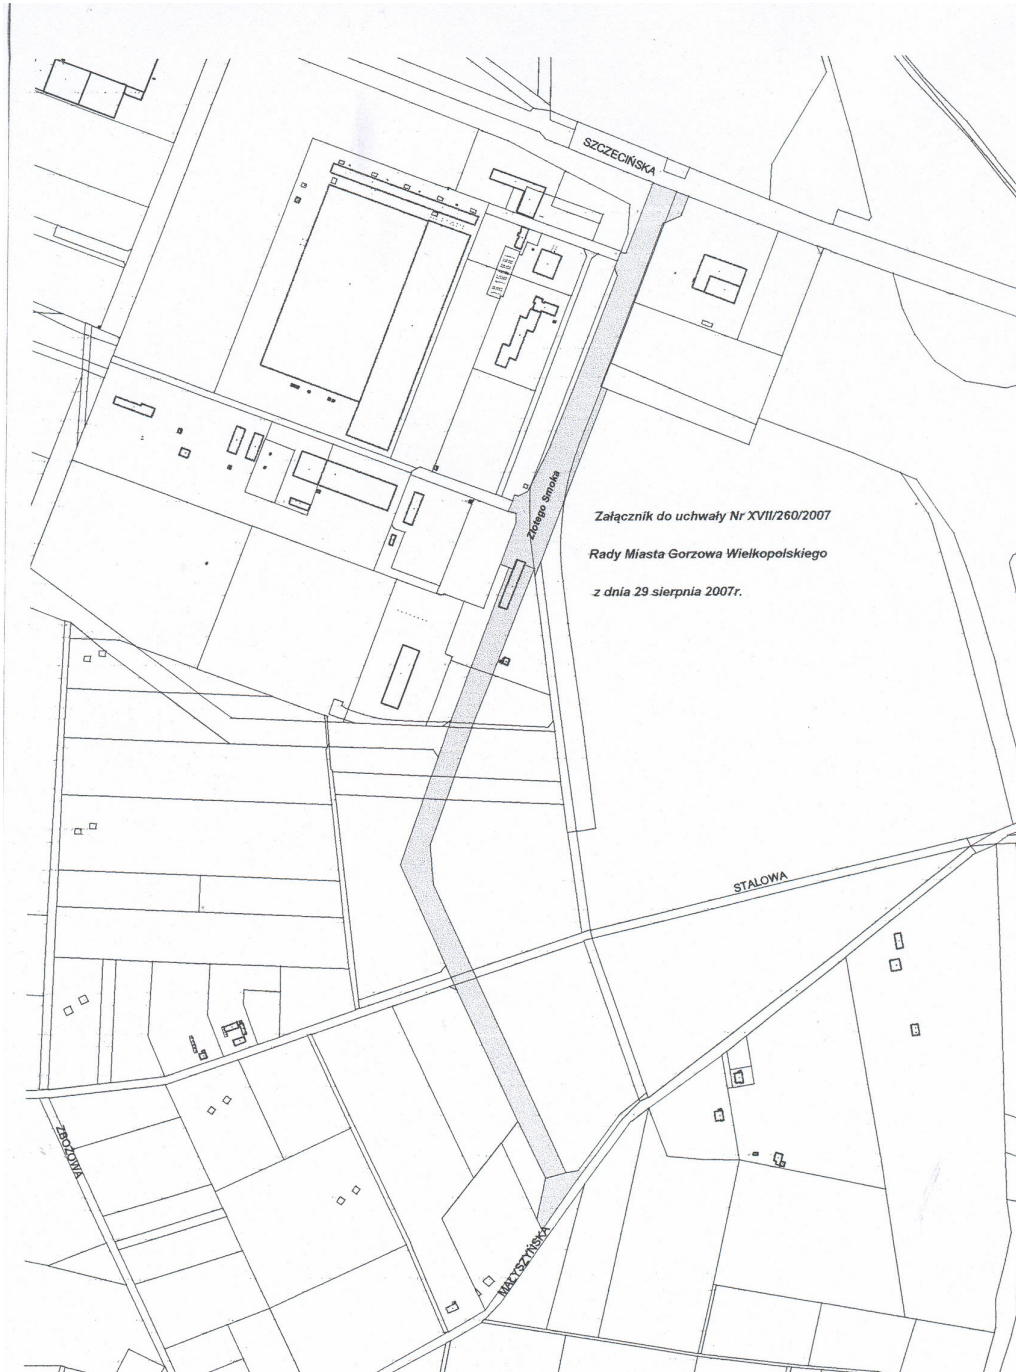 SZCZECIŃSKA
Złotego Smoka
Załącznik do uchwały Nr XVII/260/2007
Rady Miasta Gorzowa Wielkopolskiego
z dnia 29 sierpnia 2007r.
STALOWA
ZBOŻOWA
MAŁYSZYŃSKA